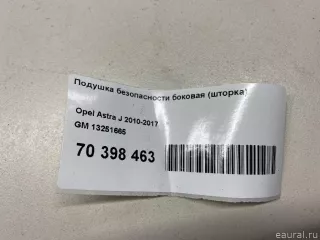 Подушка безопасности боковая (шторка)
Opel Astra J 2010-2017
GM 13251665
70 398 463
eaural.ru